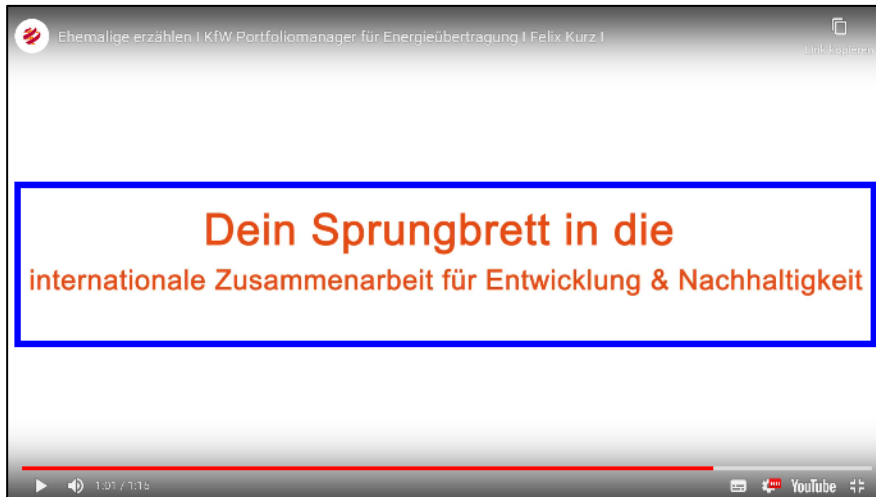 Ehemalige erzählen I KfW Portfoliomanager für Energieübertragung I Felix Kurz I
Link kopieren
Dein Sprungbrett in die
internationale Zusammenarbeit für Entwicklung & Nachhaltigkeit
1:01 / 1:15
HD
YouTube